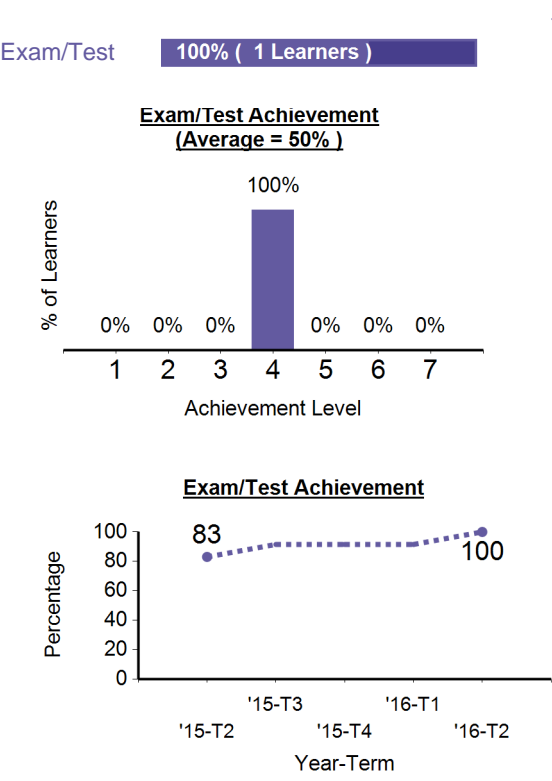 Exam/Test
100% ( 1 Learners )
Exam/Test Achievement
(Average = 50% )
100%
% of Learners
0% 0% 0% 0% 0% 0%
1 2 3 4 5 6 7
Achievement Level
Exam/Test Achievement
Percentage
100
80
60
40
20
0
83
100
'15-T3 '16-T1
'15-T2 '15-T4 '16-T2
Year-Term